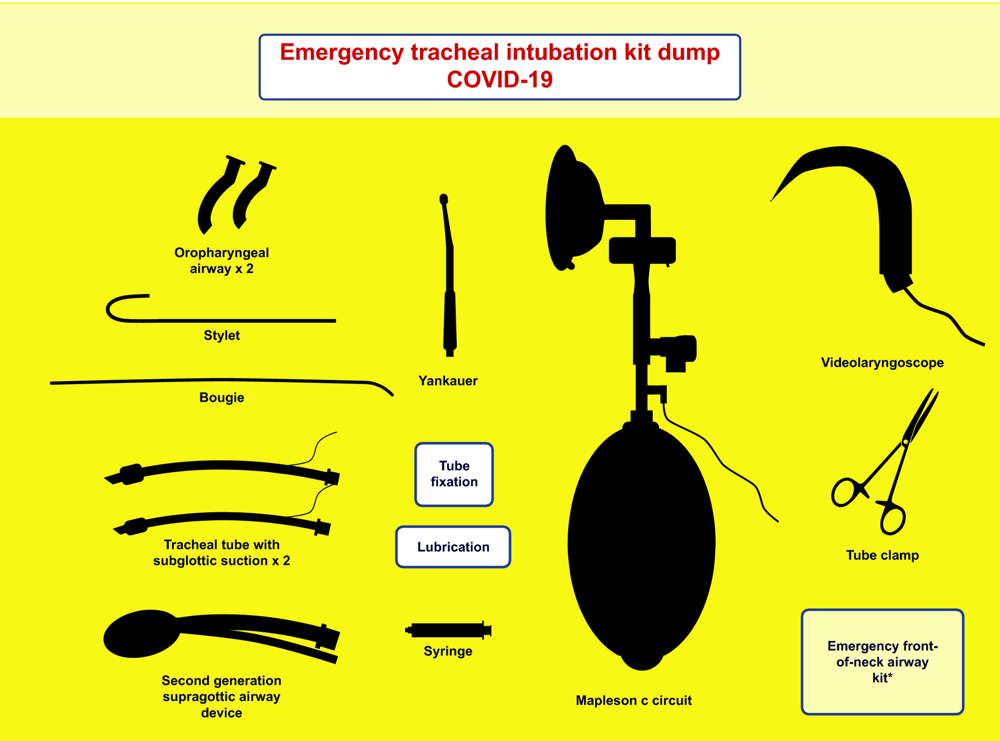 Emergency tracheal intubation kit dump
COVID-19
Oropharyngeal
airway x 2
Stylet
Bougie
Tracheal tube with
subglottic suction x 2
Second generation
supragottic airway
device
Yankauer
Tube
fixation
Lubrication
Syringe
Mapleson c circuit
Videolaryngoscope
Tube clamp
Emergency front-
of-neck airway
kit*